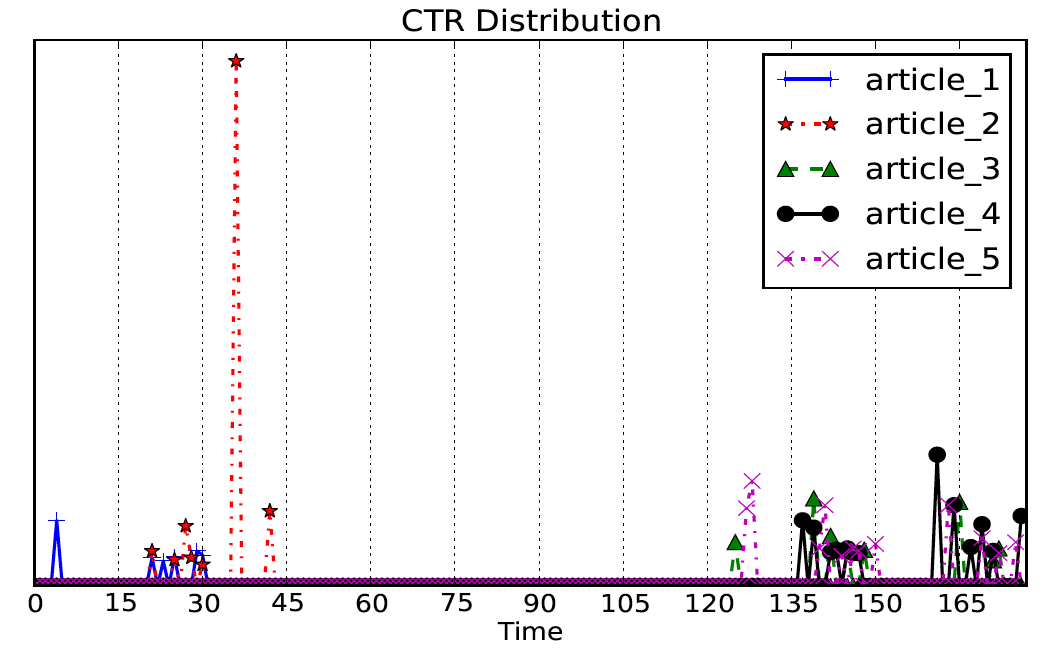 CTR Distribution
article_1
article_2
article_3
article_4
article_5
0 15 30 45 60 75 90 105 120 135 150 165
Time